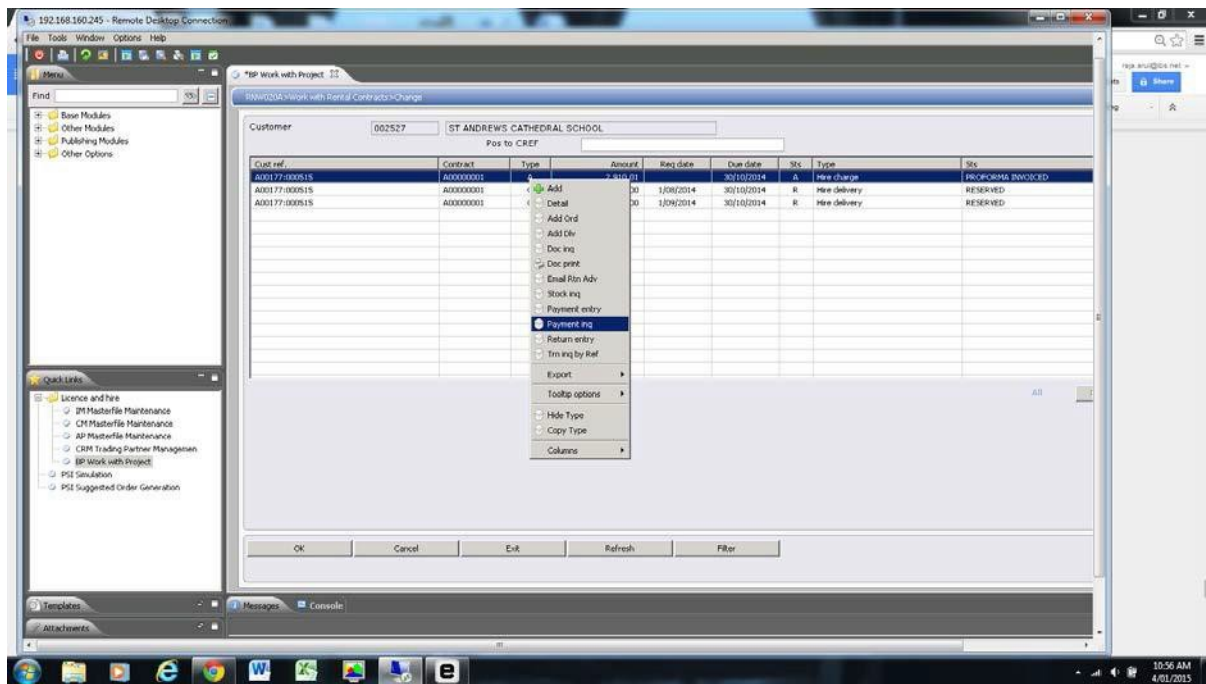 192.168.160.245 - Remote Desktop Connection
File Tools Window Options Help
Menu
Find
Base Modules
Other Modules
Publishing Modules
Other Options
*BP Work with Project
RNW020A>Work with Rental Contracts>Change
Customer 002527 ST ANDREWS CATHEDRAL SCHOOL
Pos to CREF
Cust ref. Contract Type Amount Req date Due date Sts Type Sts
A00177:000515 A00000001 A 2,910.01 30/10/2014 A Hire charge PROFORMA INVOICED
A00177:000515 A00000001 1/08/2014 30/10/2014 R Hire delivery RESERVED
A00177:000515 A00000001 1/09/2014 30/10/2014 R Hire delivery RESERVED
Add
Detail
Add Ord
Add Dlv
Doc inq
Doc print
Email Rtn Adv
Stock inq
Payment entry
Payment inq
Return entry
Trn inq by Ref
Export
Tooltip options
Hide Type
Copy Type
Columns
All
Quick Links
Licence and hire
IM Masterfile Maintenance
CM Masterfile Maintenance
AP Masterfile Maintenance
CRM Trading Partner Managemen
BP Work with Project
PSI Simulation
PSI Suggested Order Generation
OK Cancel Exit Refresh Filter
Templates
Attachments
Messages Console
Share
10:56 AM
4/01/2015